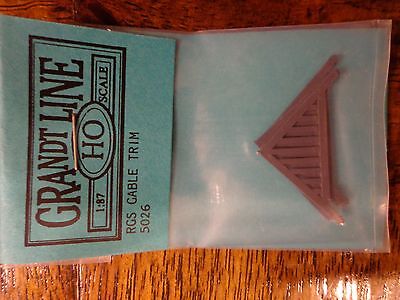 GRANDT LINE
HO
SCALE
1:87
RGS GABLE TRIM
5026